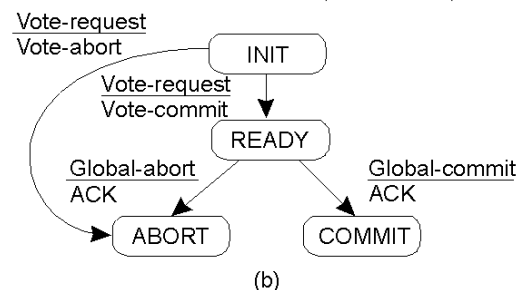 Vote-request
Vote-abort
INIT
Vote-request
Vote-commit
READY
Global-abort
ACK
Global-commit
ACK
ABORT
COMMIT
(b)